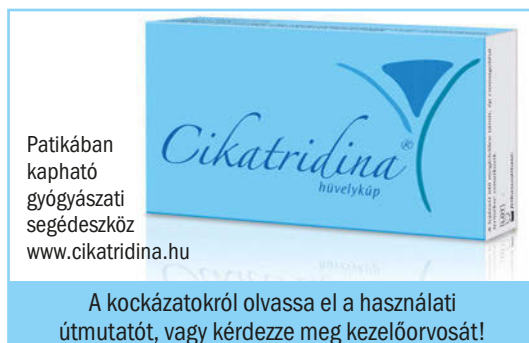 Patikában
kapható
gyógyászati
segédeszköz
www.cikatridina.hu
Cikatridina®
hüvelykúp
A kockázatokról olvassa el a használati
útmutatót, vagy kérdezze meg kezelőorvosát!